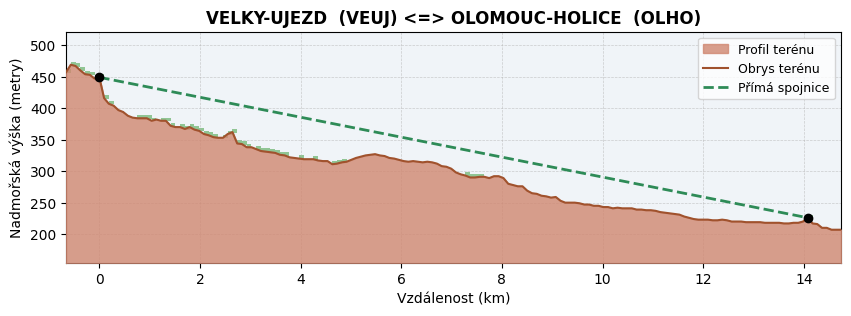 VELKY-UJEZD  (VEUJ) <=> OLOMOUC-HOLICE  (OLHO)
Nadmořská výška (metry)
500
450
400
350
300
250
200
Profil terénu
Obrys terénu
Přímá spojnice
0 2 4 6 8 10 12 14
Vzdálenost (km)